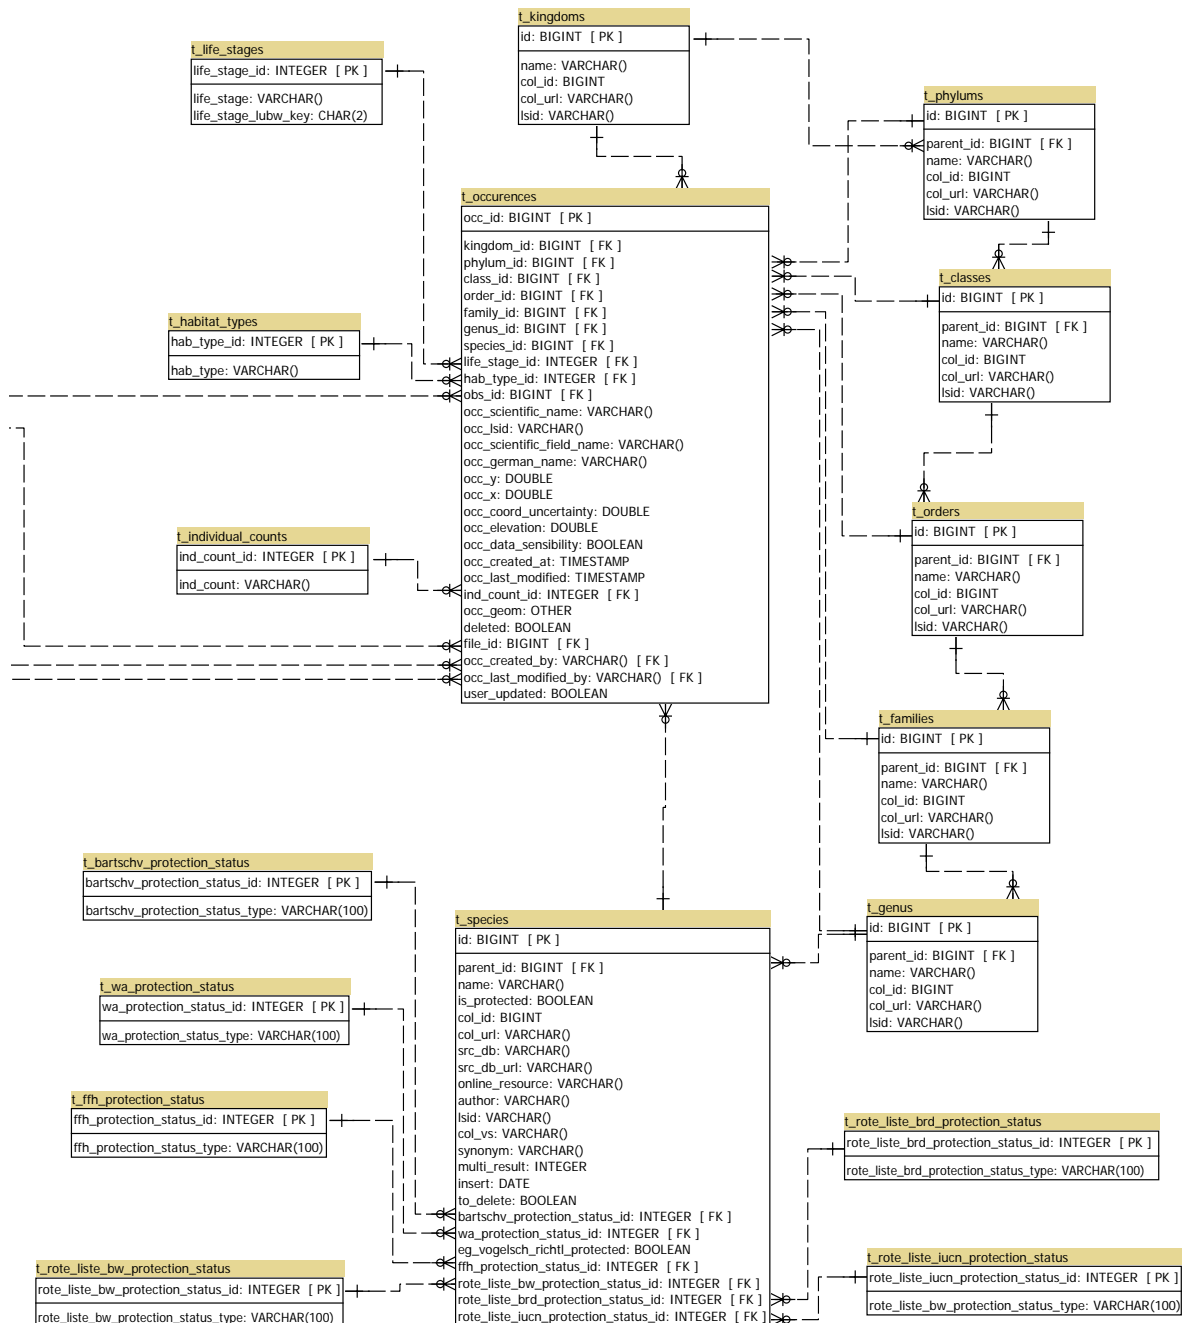 t_kingdoms
id: BIGINT [ PK ]
name: VARCHAR()
col_id: BIGINT
col_url: VARCHAR()
lsid: VARCHAR()
t_life_stages
life_stage_id: INTEGER [ PK ]
life_stage: VARCHAR()
life_stage_lubw_key: CHAR(2)
t_phylums
id: BIGINT [ PK ]
parent_id: BIGINT [ FK ]
name: VARCHAR()
col_id: BIGINT
col_url: VARCHAR()
lsid: VARCHAR()
t_occurences
occ_id: BIGINT [ PK ]
kingdom_id: BIGINT [ FK ]
phylum_id: BIGINT [ FK ]
class_id: BIGINT [ FK ]
order_id: BIGINT [ FK ]
family_id: BIGINT [ FK ]
genus_id: BIGINT [ FK ]
species_id: BIGINT [ FK ]
life_stage_id: INTEGER [ FK ]
hab_type_id: INTEGER [ FK ]
obs_id: BIGINT [ FK ]
occ_scientific_name: VARCHAR()
occ_lsid: VARCHAR()
occ_scientific_field_name: VARCHAR()
occ_german_name: VARCHAR()
occ_y: DOUBLE
occ_x: DOUBLE
occ_coord_uncertainty: DOUBLE
occ_elevation: DOUBLE
occ_data_sensibility: BOOLEAN
occ_created_at: TIMESTAMP
occ_last_modified: TIMESTAMP
ind_count_id: INTEGER [ FK ]
occ_geom: OTHER
deleted: BOOLEAN
file_id: BIGINT [ FK ]
occ_created_by: VARCHAR() [ FK ]
occ_last_modified_by: VARCHAR() [ FK ]
user_updated: BOOLEAN
t_classes
id: BIGINT [ PK ]
parent_id: BIGINT [ FK ]
name: VARCHAR()
col_id: BIGINT
col_url: VARCHAR()
lsid: VARCHAR()
t_habitat_types
hab_type_id: INTEGER [ PK ]
hab_type: VARCHAR()
t_orders
id: BIGINT [ PK ]
parent_id: BIGINT [ FK ]
name: VARCHAR()
col_id: BIGINT
col_url: VARCHAR()
lsid: VARCHAR()
t_individual_counts
ind_count_id: INTEGER [ PK ]
ind_count: VARCHAR()
t_families
id: BIGINT [ PK ]
parent_id: BIGINT [ FK ]
name: VARCHAR()
col_id: BIGINT
col_url: VARCHAR()
lsid: VARCHAR()
t_bartschv_protection_status
bartschv_protection_status_id: INTEGER [ PK ]
bartschv_protection_status_type: VARCHAR(100)
t_genus
id: BIGINT [ PK ]
parent_id: BIGINT [ FK ]
name: VARCHAR()
col_id: BIGINT
col_url: VARCHAR()
lsid: VARCHAR()
t_species
id: BIGINT [ PK ]
parent_id: BIGINT [ FK ]
name: VARCHAR()
is_protected: BOOLEAN
col_id: BIGINT
col_url: VARCHAR()
src_db: VARCHAR()
src_db_url: VARCHAR()
online_resource: VARCHAR()
author: VARCHAR()
lsid: VARCHAR()
col_vs: VARCHAR()
synonym: VARCHAR()
multi_result: INTEGER
insert: DATE
to_delete: BOOLEAN
bartschv_protection_status_id: INTEGER [ FK ]
wa_protection_status_id: INTEGER [ FK ]
eg_vogelsch_richtl_protected: BOOLEAN
ffh_protection_status_id: INTEGER [ FK ]
rote_liste_bw_protection_status_id: INTEGER [ FK ]
rote_liste_brd_protection_status_id: INTEGER [ FK ]
rote_liste_iucn_protection_status_id: INTEGER [ FK ]
t_wa_protection_status
wa_protection_status_id: INTEGER [ PK ]
wa_protection_status_type: VARCHAR(100)
t_ffh_protection_status
ffh_protection_status_id: INTEGER [ PK ]
ffh_protection_status_type: VARCHAR(100)
t_rote_liste_brd_protection_status
rote_liste_brd_protection_status_id: INTEGER [ PK ]
rote_liste_brd_protection_status_type: VARCHAR(100)
t_rote_liste_bw_protection_status
rote_liste_bw_protection_status_id: INTEGER [ PK ]
rote_liste_bw_protection_status_type: VARCHAR(100)
t_rote_liste_iucn_protection_status
rote_liste_iucn_protection_status_id: INTEGER [ PK ]
rote_liste_bw_protection_status_type: VARCHAR(100)